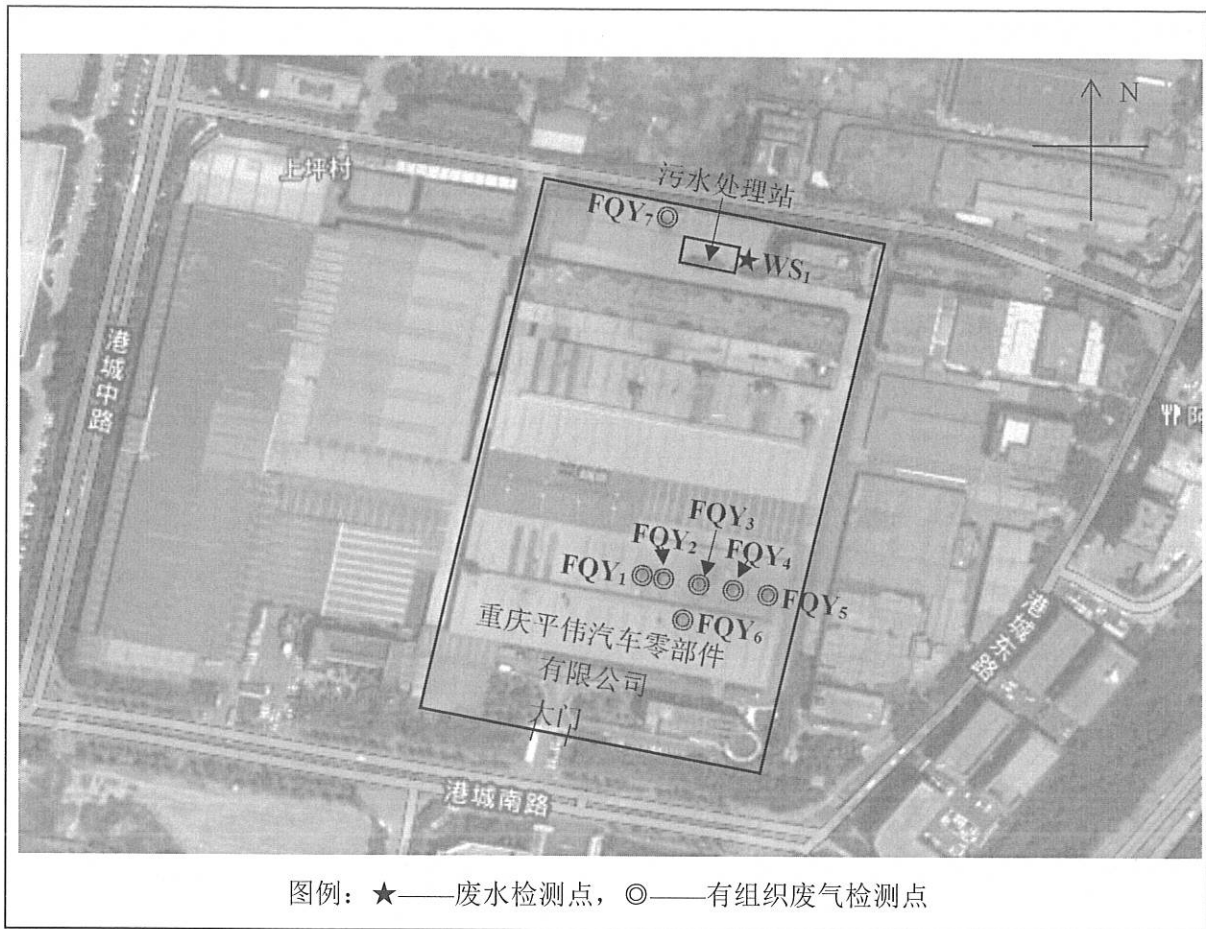 N
上坪村
污水处理站
FQY₇
★WS₁
港城中路
FQY₃
FQY₂
FQY₄
FQY₁
FQY₅
FQY₆
重庆平伟汽车零部件
有限公司
大门
港城东路
港城南路
图例：★——废水检测点，◎——有组织废气检测点